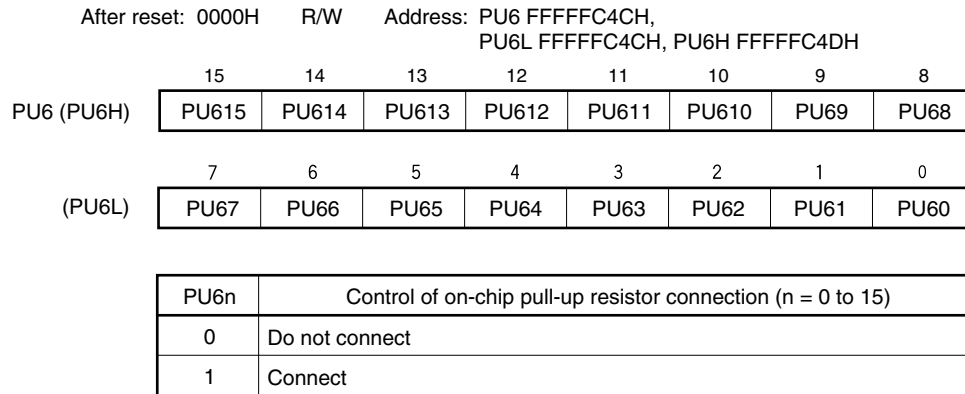 After reset: 0000H R/W Address: PU6 FFFFFC4CH,
PU6L FFFFFC4CH, PU6H FFFFFC4DH
15 14 13 12 11 10 9 8
PU6 (PU6H) PU615 PU614 PU613 PU612 PU611 PU610 PU69 PU68
7 6 5 4 3 2 1 0
(PU6L) PU67 PU66 PU65 PU64 PU63 PU62 PU61 PU60
PU6n Control of on-chip pull-up resistor connection (n = 0 to 15)
0 Do not connect
1 Connect